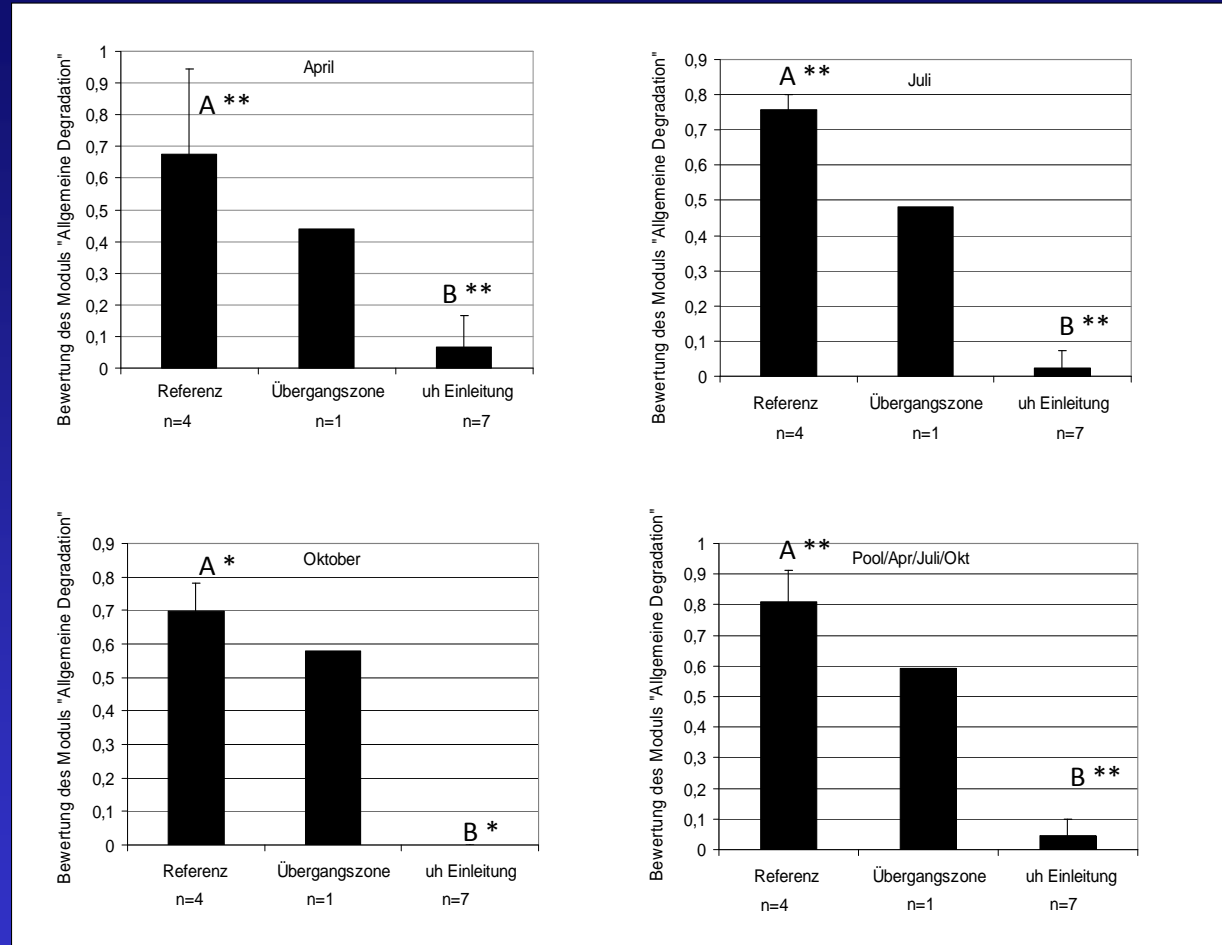 Bewertung des Moduls "Allgemeine Degradation"
April
1
0,9
0,8
0,7
0,6
0,5
0,4
0,3
0,2
0,1
0
A **
B **
Referenz Übergangszone uh Einleitung
n=4 n=1 n=7
Bewertung des Moduls "Allgemeine Degradation"
Juli
0,9
0,8
0,7
0,6
0,5
0,4
0,3
0,2
0,1
0
A **
B **
Referenz Übergangszone uh Einleitung
n=4 n=1 n=7
Bewertung des Moduls "Allgemeine Degradation"
Oktober
0,9
0,8
0,7
0,6
0,5
0,4
0,3
0,2
0,1
0
A *
B *
Referenz Übergangszone uh Einleitung
n=4 n=1 n=7
Bewertung des Moduls "Allgemeine Degradation"
Pool/Apr/Juli/Okt
1
0,9
0,8
0,7
0,6
0,5
0,4
0,3
0,2
0,1
0
A **
B **
Referenz Übergangszone uh Einleitung
n=4 n=1 n=7